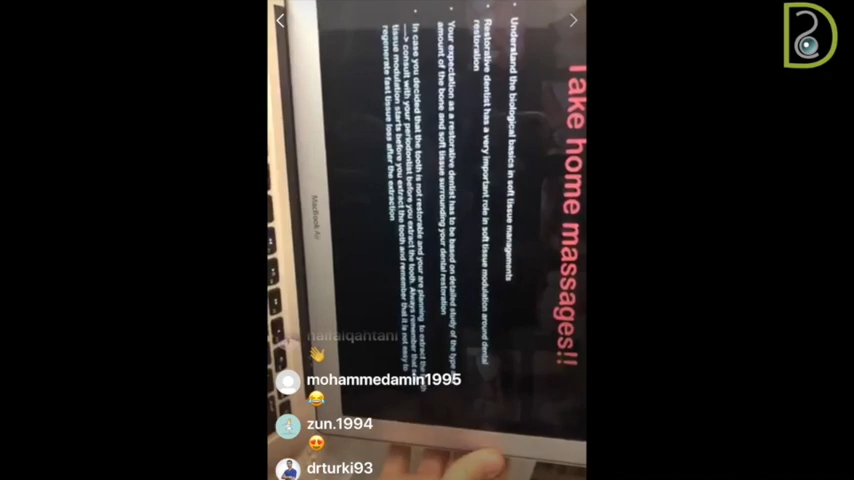 Take home massages!!
• Understand the biological basics in soft tissue managements
• Restorative dentist has a very important role in soft tissue modulation around dental
restoration
• Your expectation as a restorative dentist has to be based on detailed study of the type
amount of the bone and soft tissue surrounding your dental restoration
• In case you decided that the tooth is not restorable and your are planning to extract the
—> consult with your periodontist before you extract the tooth. Always remember that
tissue modulation starts before you extract the tooth and remember that it is not easy to
regenerate fast tissue loss after the extraction
MacBook Air
naifalqahtani
👋
mohammedamin1995
😂
zun.1994
😍
drturki93